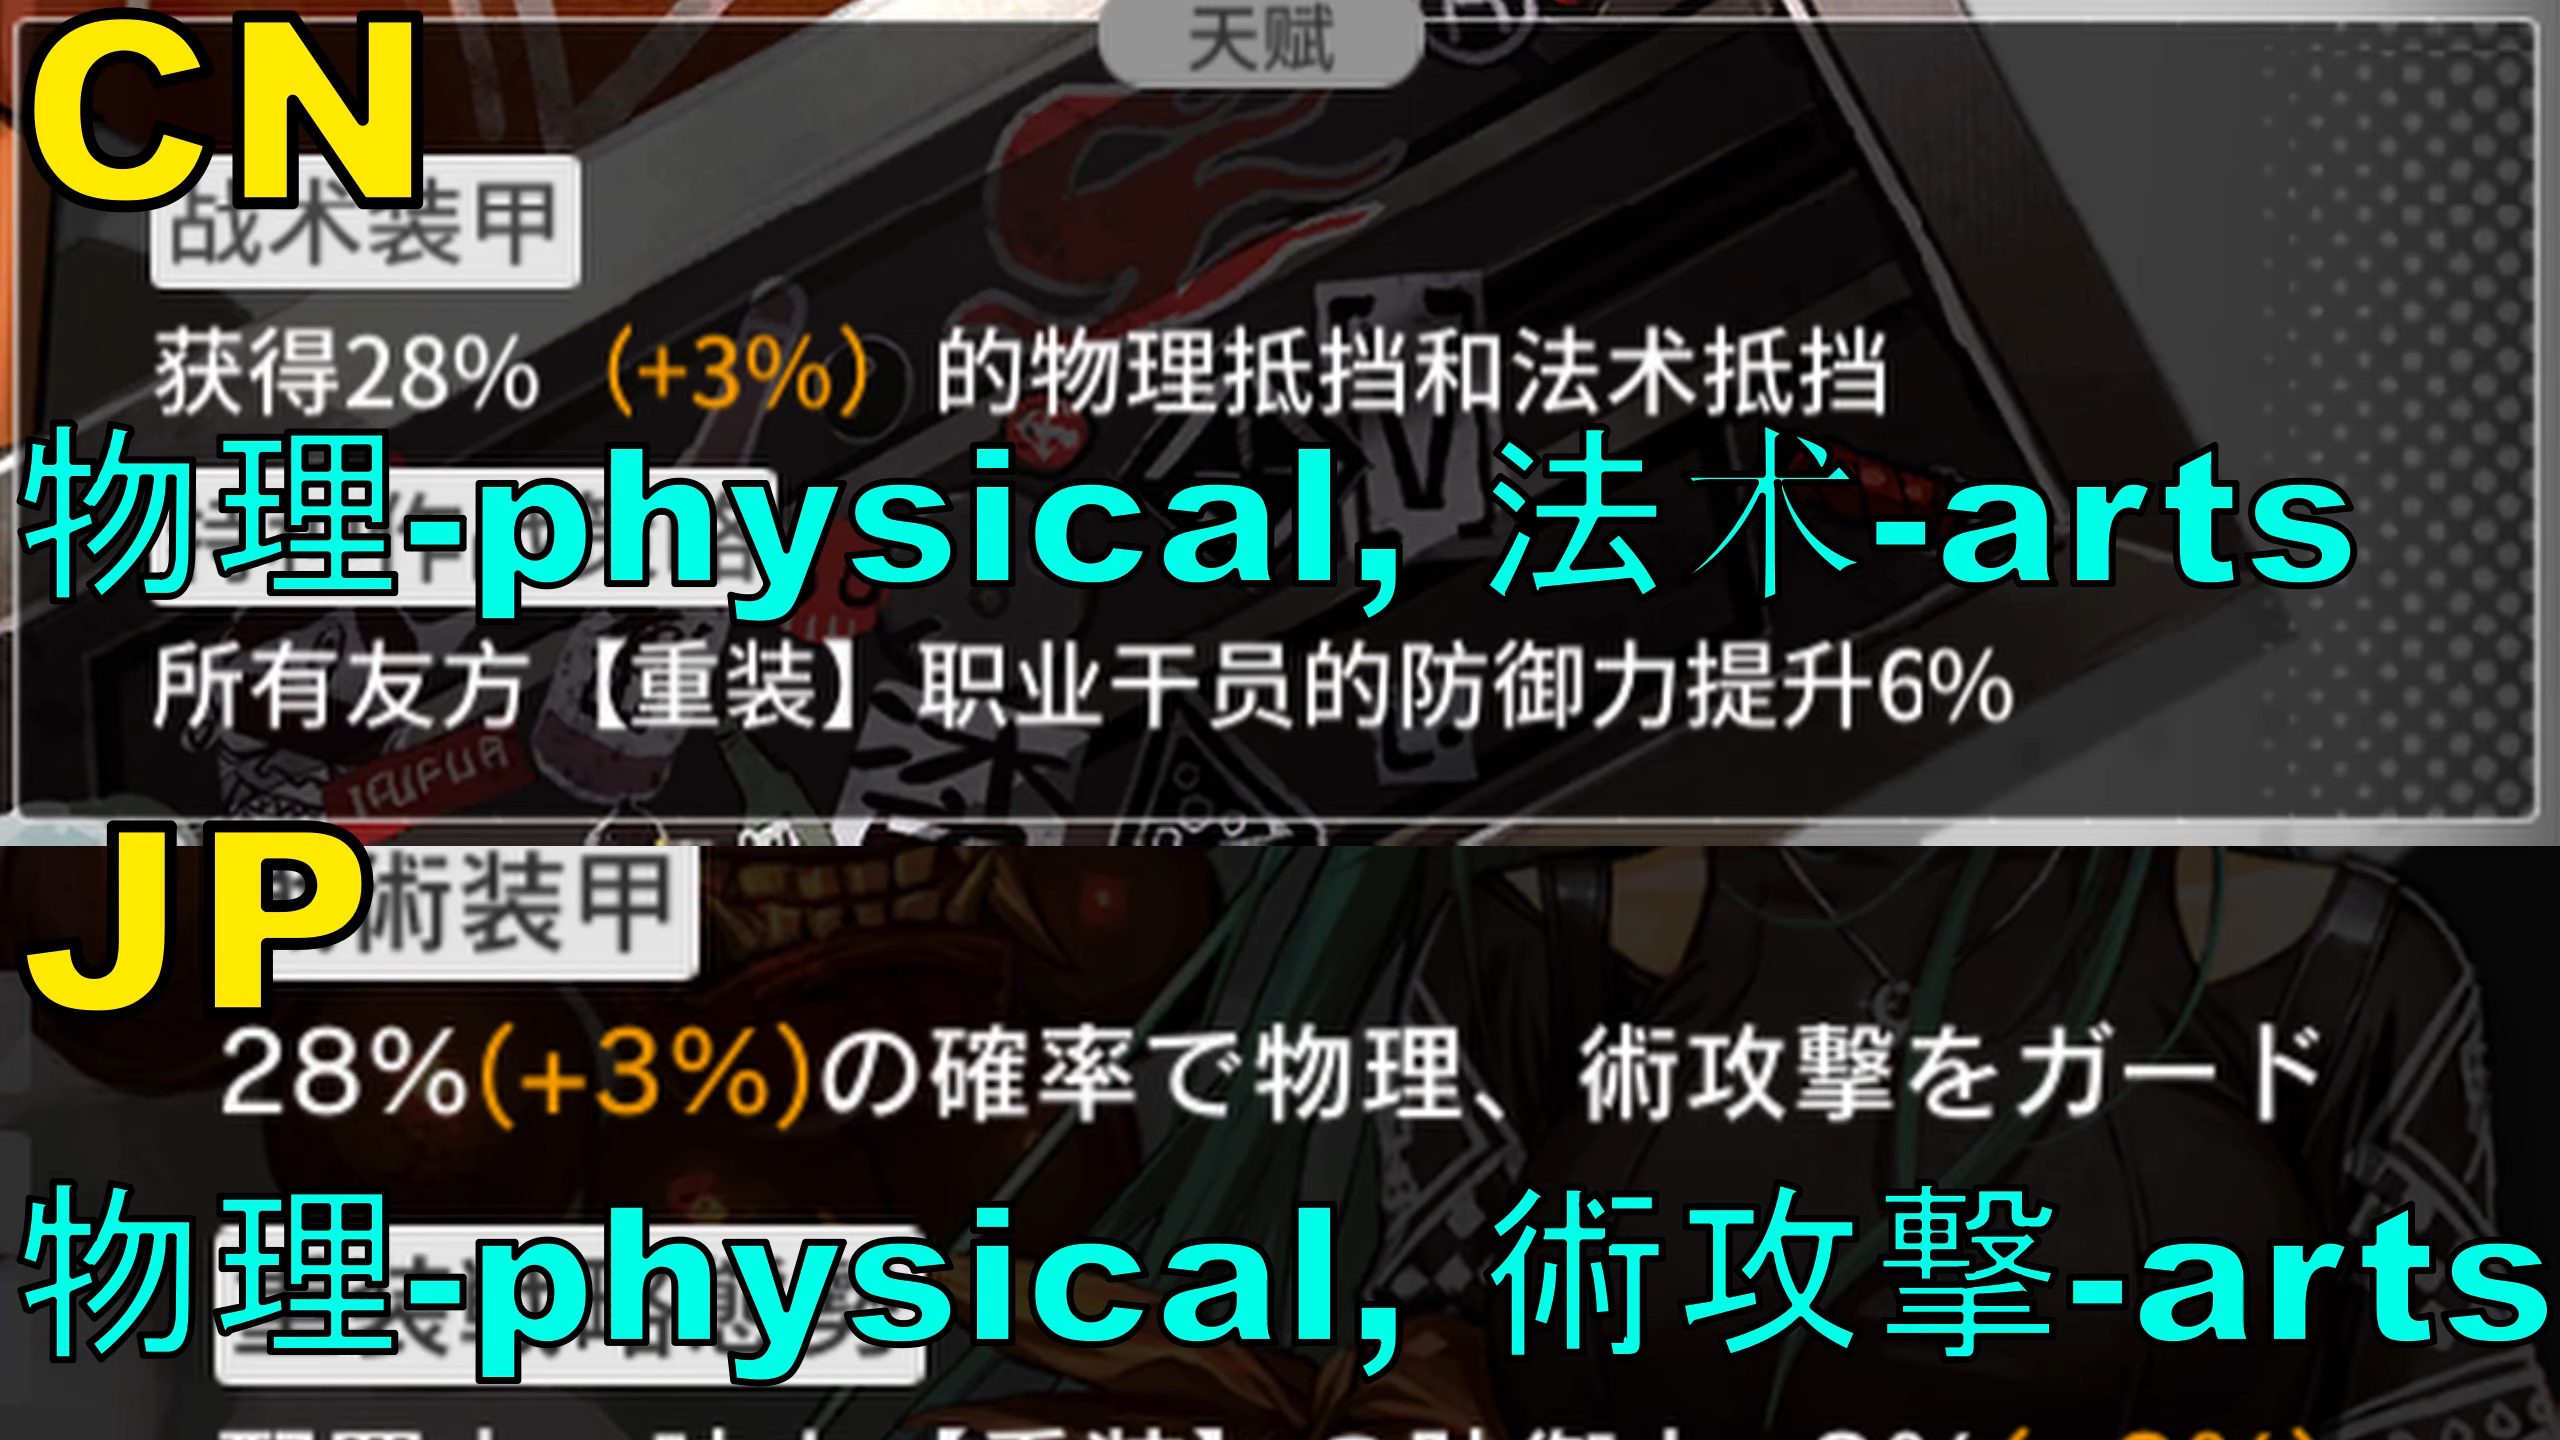 CN
天赋
战术装甲
获得28%（+3%）的物理抵挡和法术抵挡
物理-physical, 法术-arts
所有友方【重装】职业干员的防御力提升6%
JP
術装甲
28%(+3%)の確率で物理、術攻撃をガード
物理-physical, 術攻撃-arts